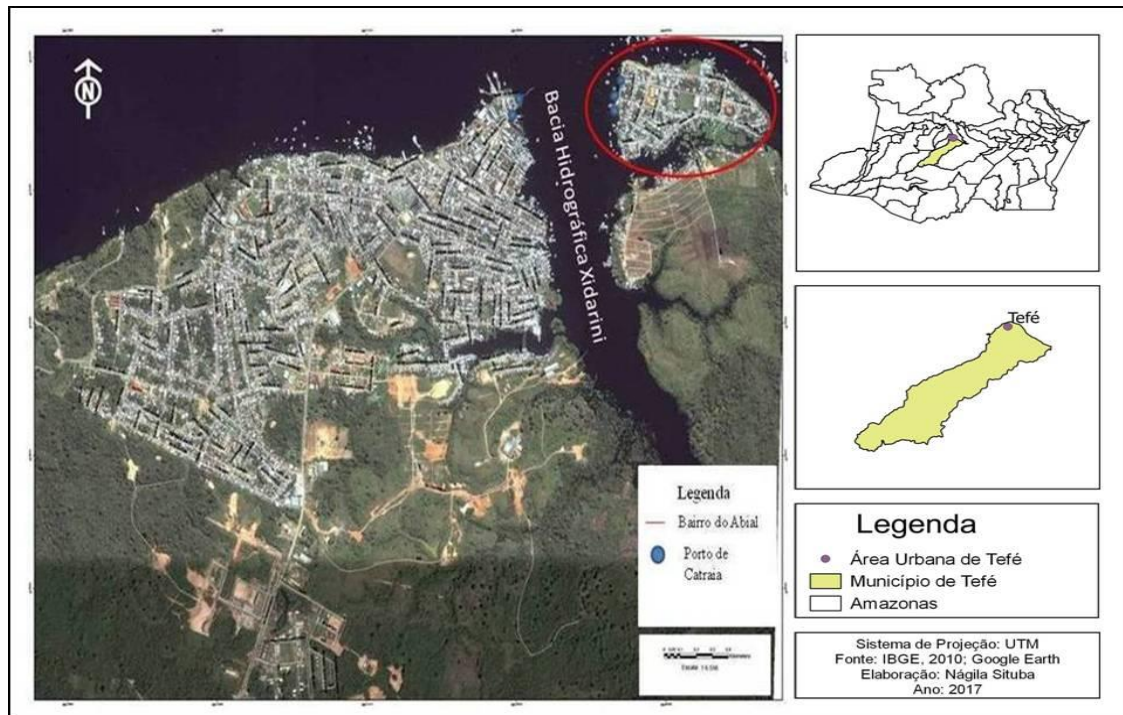 N
Bacia Hidrográfica Xidarini
Legenda
Bairro do Abial
Porto de
Catraia
Tefé
Legenda
Área Urbana de Tefé
Município de Tefé
Amazonas
Sistema de Projeção: UTM
Fonte: IBGE, 2010; Google Earth
Elaboração: Nágila Situba
Ano: 2017